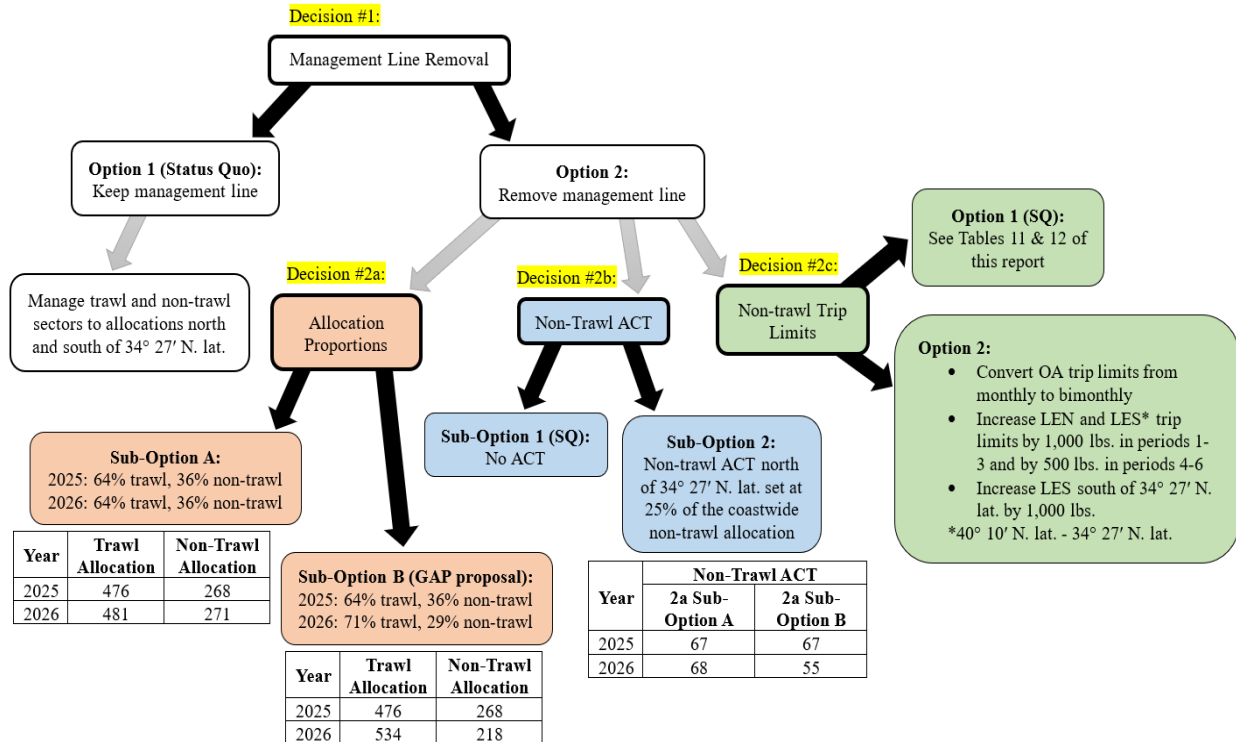 Decision #1:
Management Line Removal
Option 1 (Status Quo):
Keep management line
Option 2:
Remove management line
Manage trawl and non-trawl
sectors to allocations north
and south of 34° 27′ N. lat.
Decision #2a:
Allocation
Proportions
Decision #2b:
Non-Trawl ACT
Decision #2c:
Non-trawl Trip
Limits
Option 1 (SQ):
See Tables 11 & 12 of
this report
Option 2:
• Convert OA trip limits from
monthly to bimonthly
• Increase LEN and LES* trip
limits by 1,000 lbs. in periods 1-
3 and by 500 lbs. in periods 4-6
• Increase LES south of 34° 27′ N.
lat. by 1,000 lbs.
*40° 10′ N. lat. - 34° 27′ N. lat.
Sub-Option A:
2025: 64% trawl, 36% non-trawl
2026: 64% trawl, 36% non-trawl
Year Trawl Allocation Non-Trawl Allocation
2025 476 268
2026 481 271
Sub-Option B (GAP proposal):
2025: 64% trawl, 36% non-trawl
2026: 71% trawl, 29% non-trawl
Year Trawl Allocation Non-Trawl Allocation
2025 476 268
2026 534 218
Sub-Option 1 (SQ):
No ACT
Sub-Option 2:
Non-trawl ACT north
of 34° 27′ N. lat. set at
25% of the coastwide
non-trawl allocation
Non-Trawl ACT
Year 2a Sub-Option A 2a Sub-Option B
2025 67 67
2026 68 55